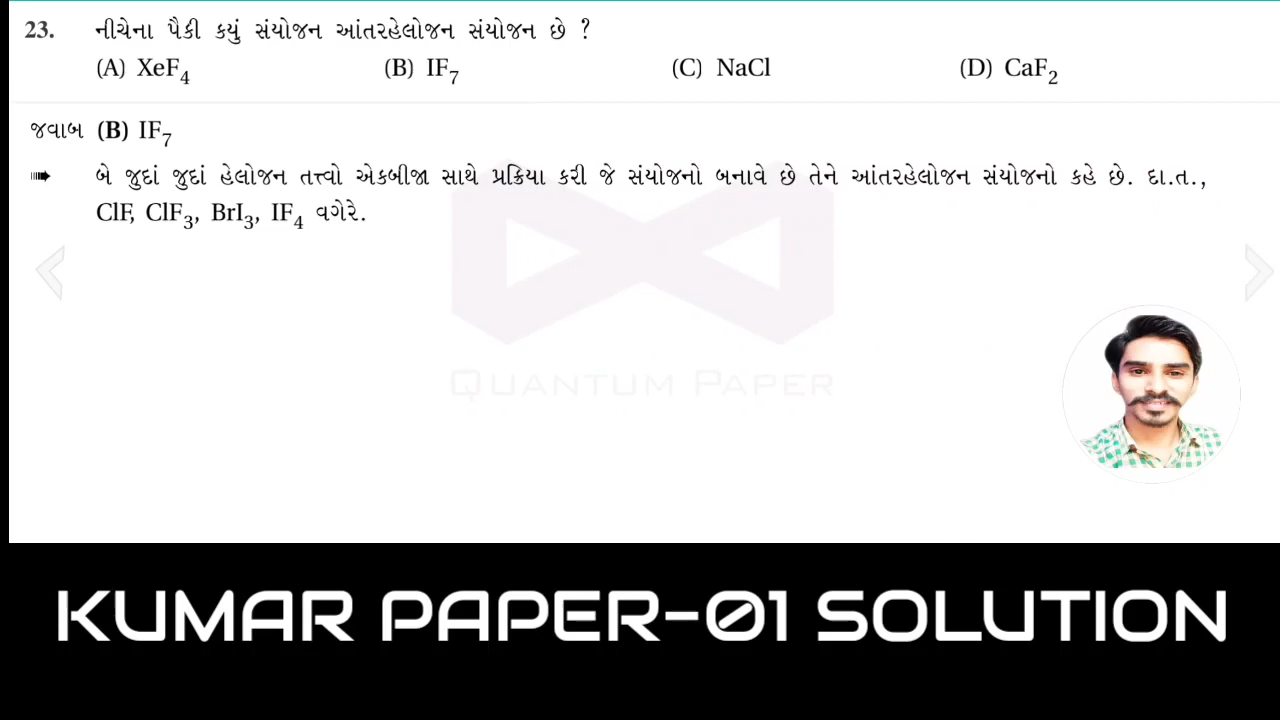 23. નીચેના પૈકી કયું સંયોજન આંતરહેલોજન સંયોજન છે ?
(A) XeF₄ (B) IF₇ (C) NaCl (D) CaF₂
જવાબ (B) IF₇
➠ બે જુદાં જુદાં હેલોજન તત્ત્વો એકબીજા સાથે પ્રક્રિયા કરી જે સંયોજનો બનાવે છે તેને આંતરહેલોજન સંયોજનો કહે છે. દા.ત.,
ClF, ClF₃, BrI₃, IF₄ વગેરે.
QUANTUM PAPER
KUMAR PAPER-01 SOLUTION